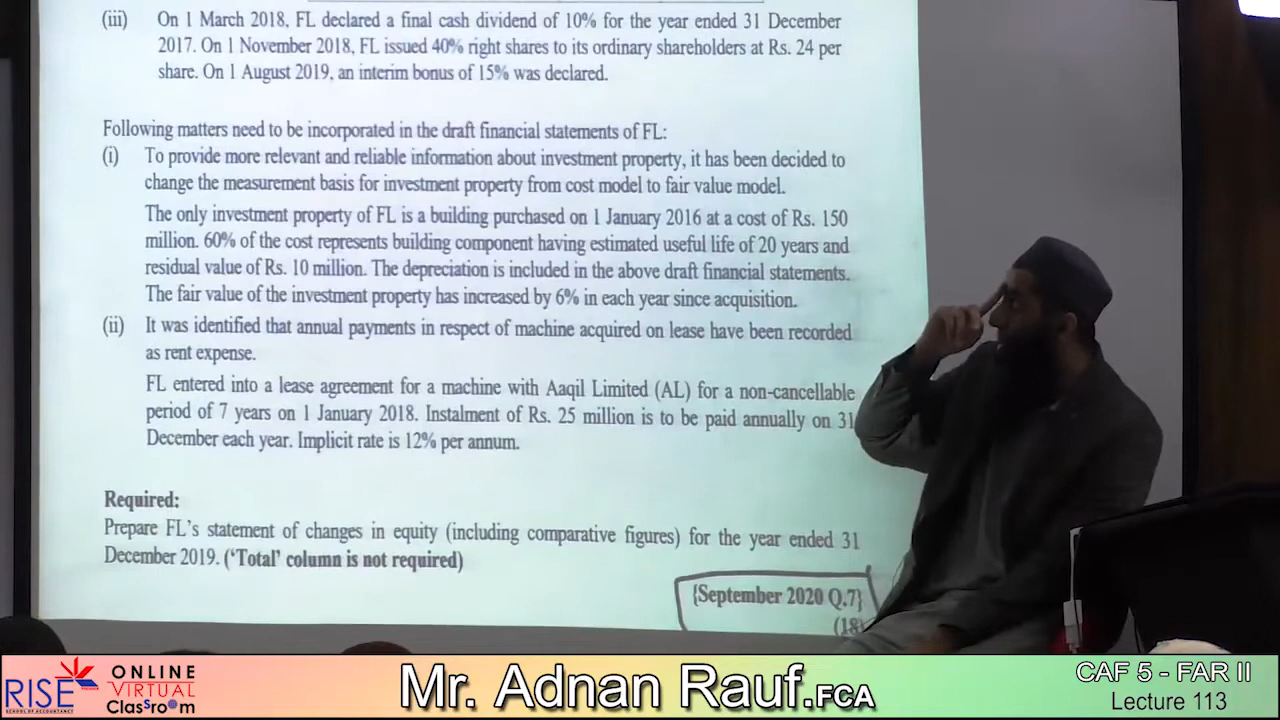 (iii) On 1 March 2018, FL declared a final cash dividend of 10% for the year ended 31 December
2017. On 1 November 2018, FL issued 40% right shares to its ordinary shareholders at Rs. 24 per
share. On 1 August 2019, an interim bonus of 15% was declared.
Following matters need to be incorporated in the draft financial statements of FL:
(i) To provide more relevant and reliable information about investment property, it has been decided to
change the measurement basis for investment property from cost model to fair value model.
The only investment property of FL is a building purchased on 1 January 2016 at a cost of Rs. 150
million. 60% of the cost represents building component having estimated useful life of 20 years and
residual value of Rs. 10 million. The depreciation is included in the above draft financial statements.
The fair value of the investment property has increased by 6% in each year since acquisition.
(ii) It was identified that annual payments in respect of machine acquired on lease have been recorded
as rent expense.
FL entered into a lease agreement for a machine with Aaqil Limited (AL) for a non-cancellable
period of 7 years on 1 January 2018. Instalment of Rs. 25 million is to be paid annually on 31
December each year. Implicit rate is 12% per annum.
Required:
Prepare FL's statement of changes in equity (including comparative figures) for the year ended 31
December 2019. ('Total' column is not required)
{September 2020 Q.7}
(18)
RISE
SCHOOL OF ACCOUNTANCY
ONLINE
VIRTUAL
ClasSroom
Mr. Adnan Rauf.FCA
CAF 5 - FAR II
Lecture 113